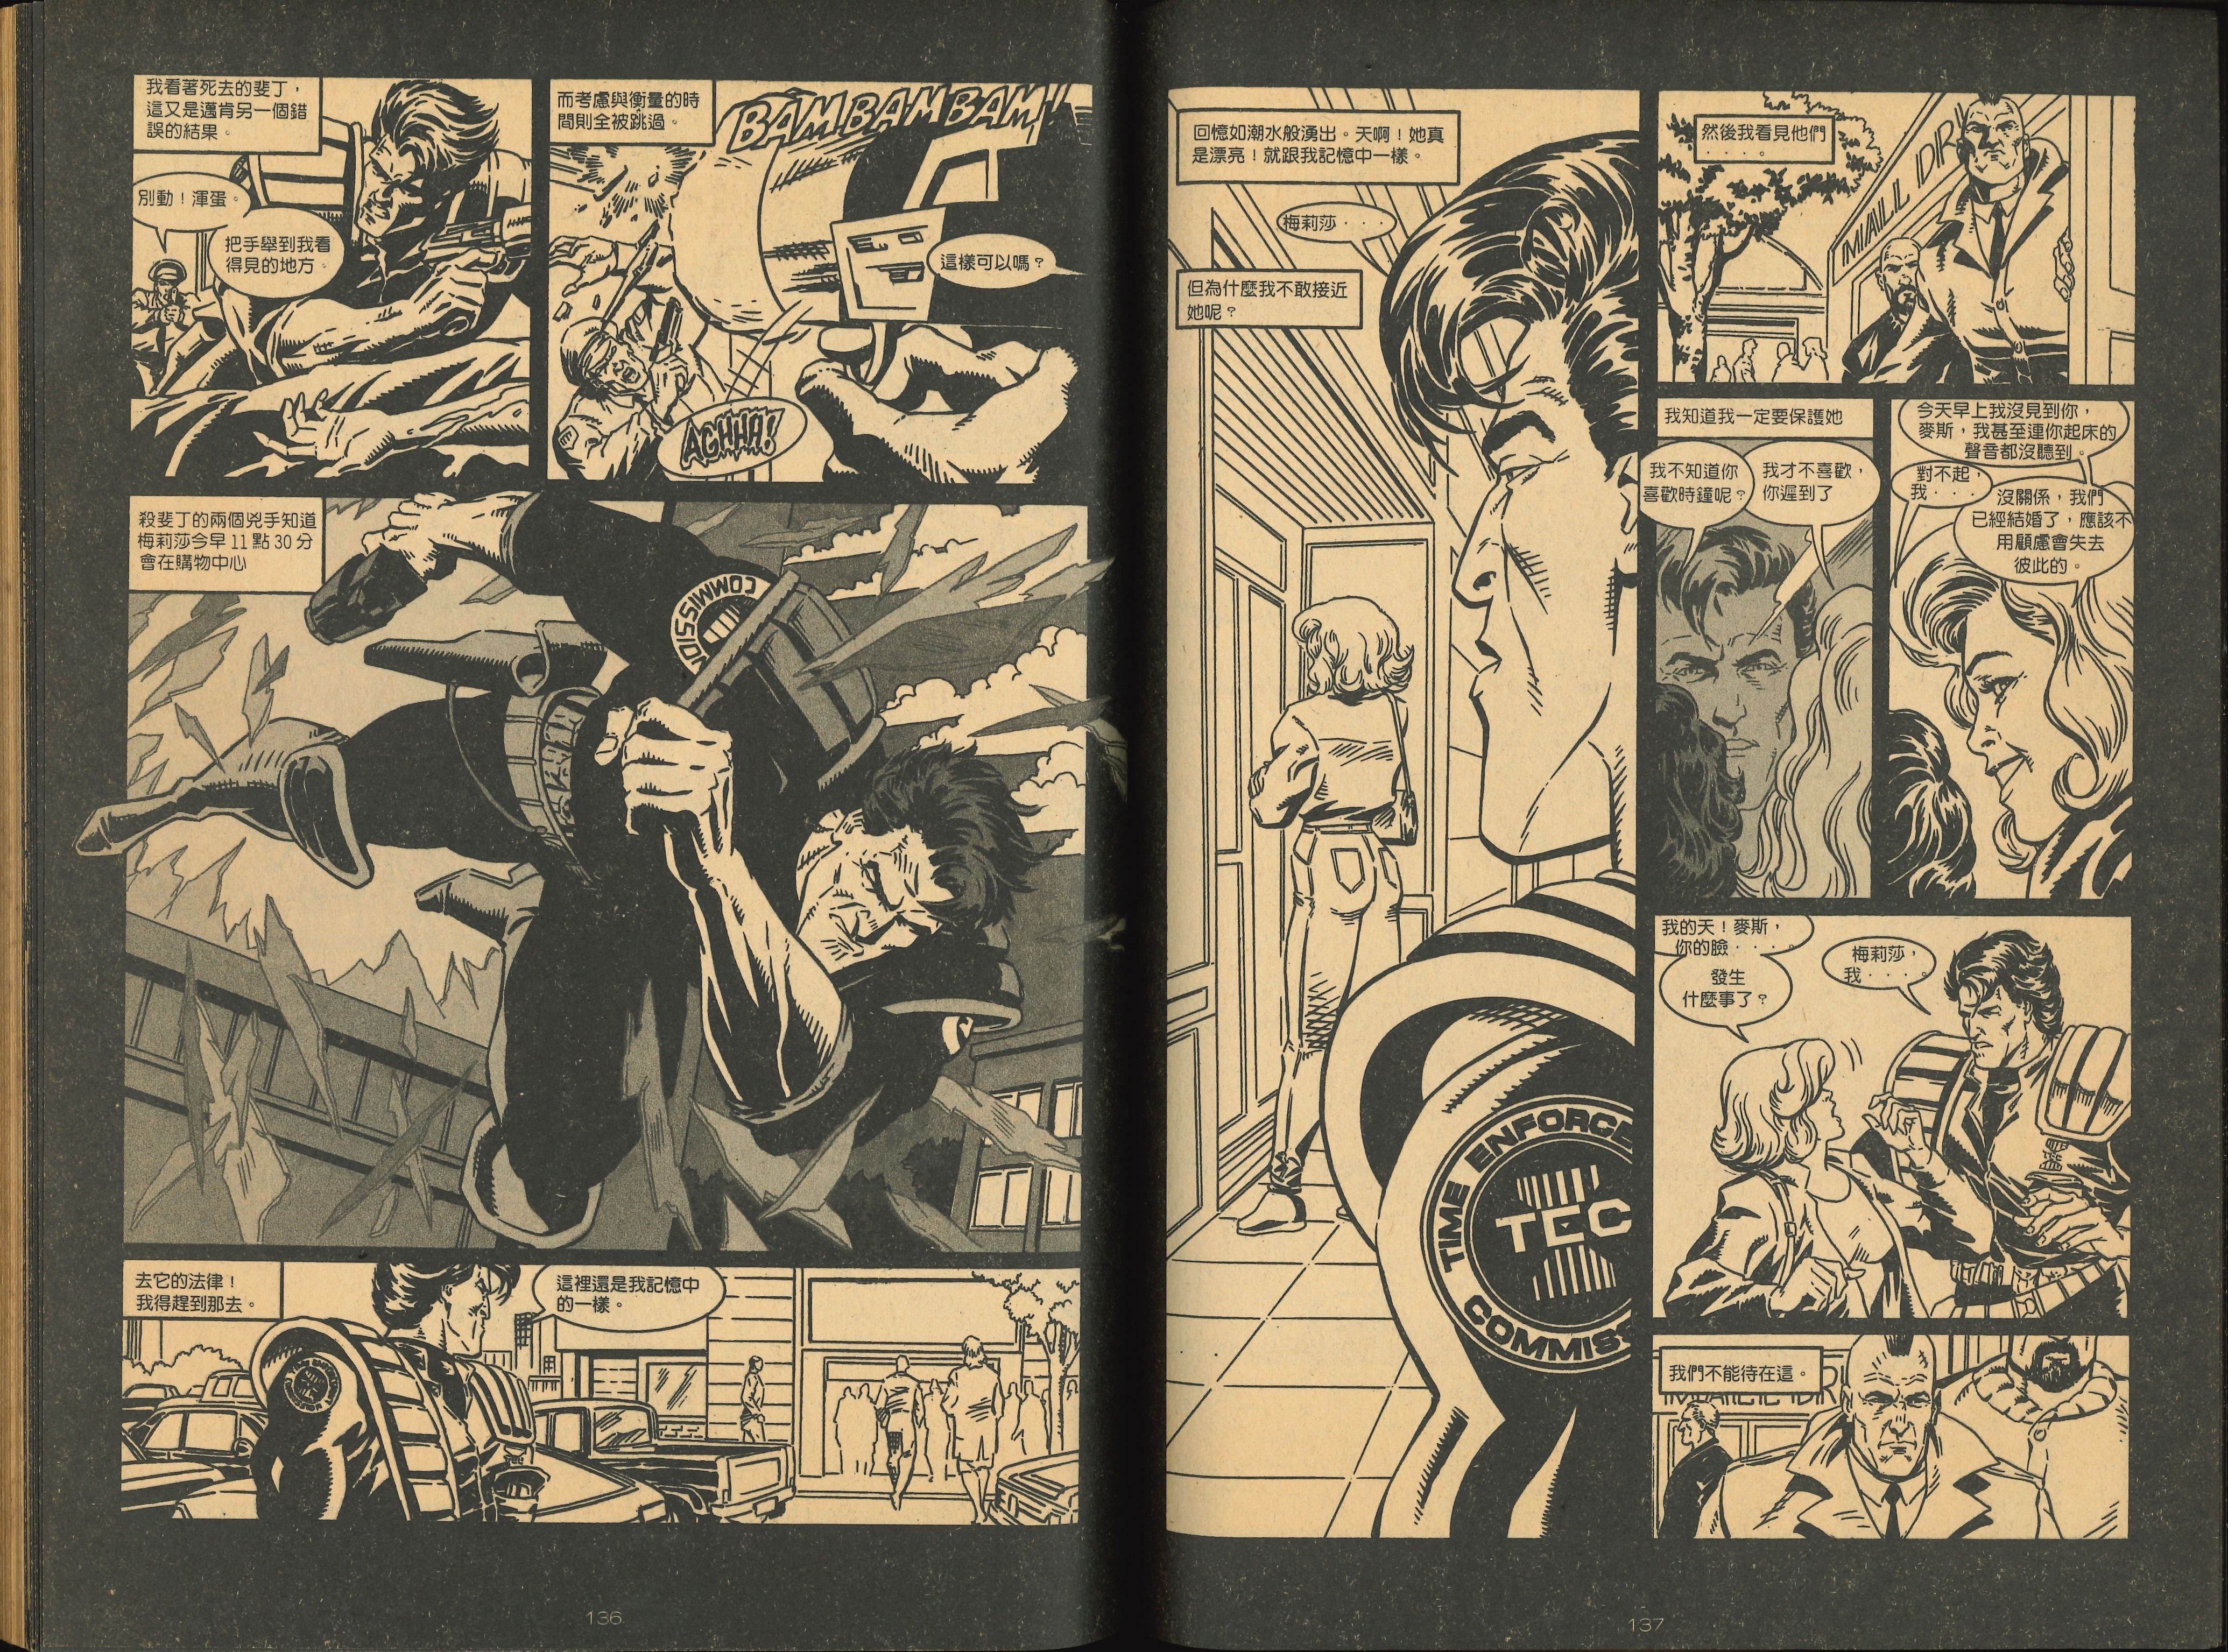 我看著死去的斐丁，
這又是邁肯另一個錯
誤的結果。
別動！渾蛋。
把手舉到我看
得見的地方。
而考慮與衡量的時
間則全被跳過。
BAM BAM BAM!
這樣可以嗎？
AGHHH!
殺斐丁的兩個兇手知道
梅莉莎今早11點30分
會在購物中心
COMMISSION
去它的法律！
我得趕到那去。
這裡還是我記憶中
的一樣。
136
回憶如潮水般湧出。天啊！她真
是漂亮！就跟我記憶中一樣。
梅莉莎．．．
但為什麼我不敢接近
她呢？
TIME ENFORCE
TEC
COMMISS
然後我看見他們
．．．．。
MALL DR
我知道我一定要保護她
我不知道你
喜歡時鐘呢？
我才不喜歡，
你遲到了
今天早上我沒見到你，
麥斯，我甚至連你起床的
聲音都沒聽到。
對不起，
我．．．
沒關係，我們
已經結婚了，應該不
用顧慮會失去
彼此的。
我的天！麥斯，
你的臉．．．．。
發生
什麼事了？
梅莉莎，
我．．．．
我們不能待在這。
MALL DR
137